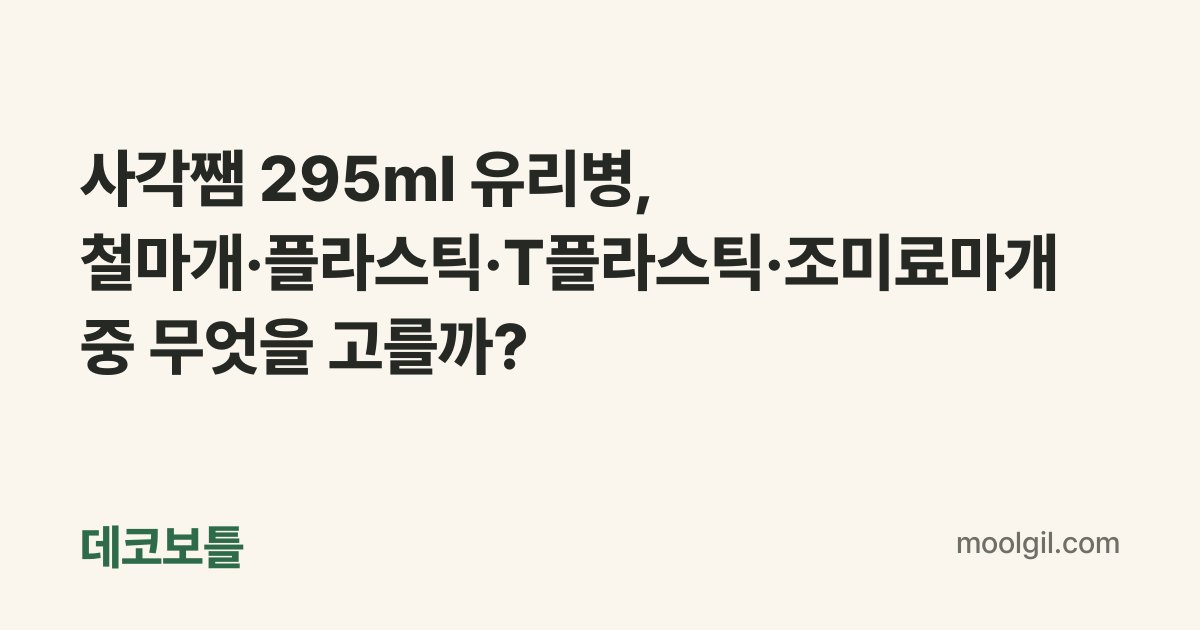 사각쨈 295ml 유리병,
철마개·플라스틱·T플라스틱·조미료마개
중 무엇을 고를까?
데코보틀
moolgil.com